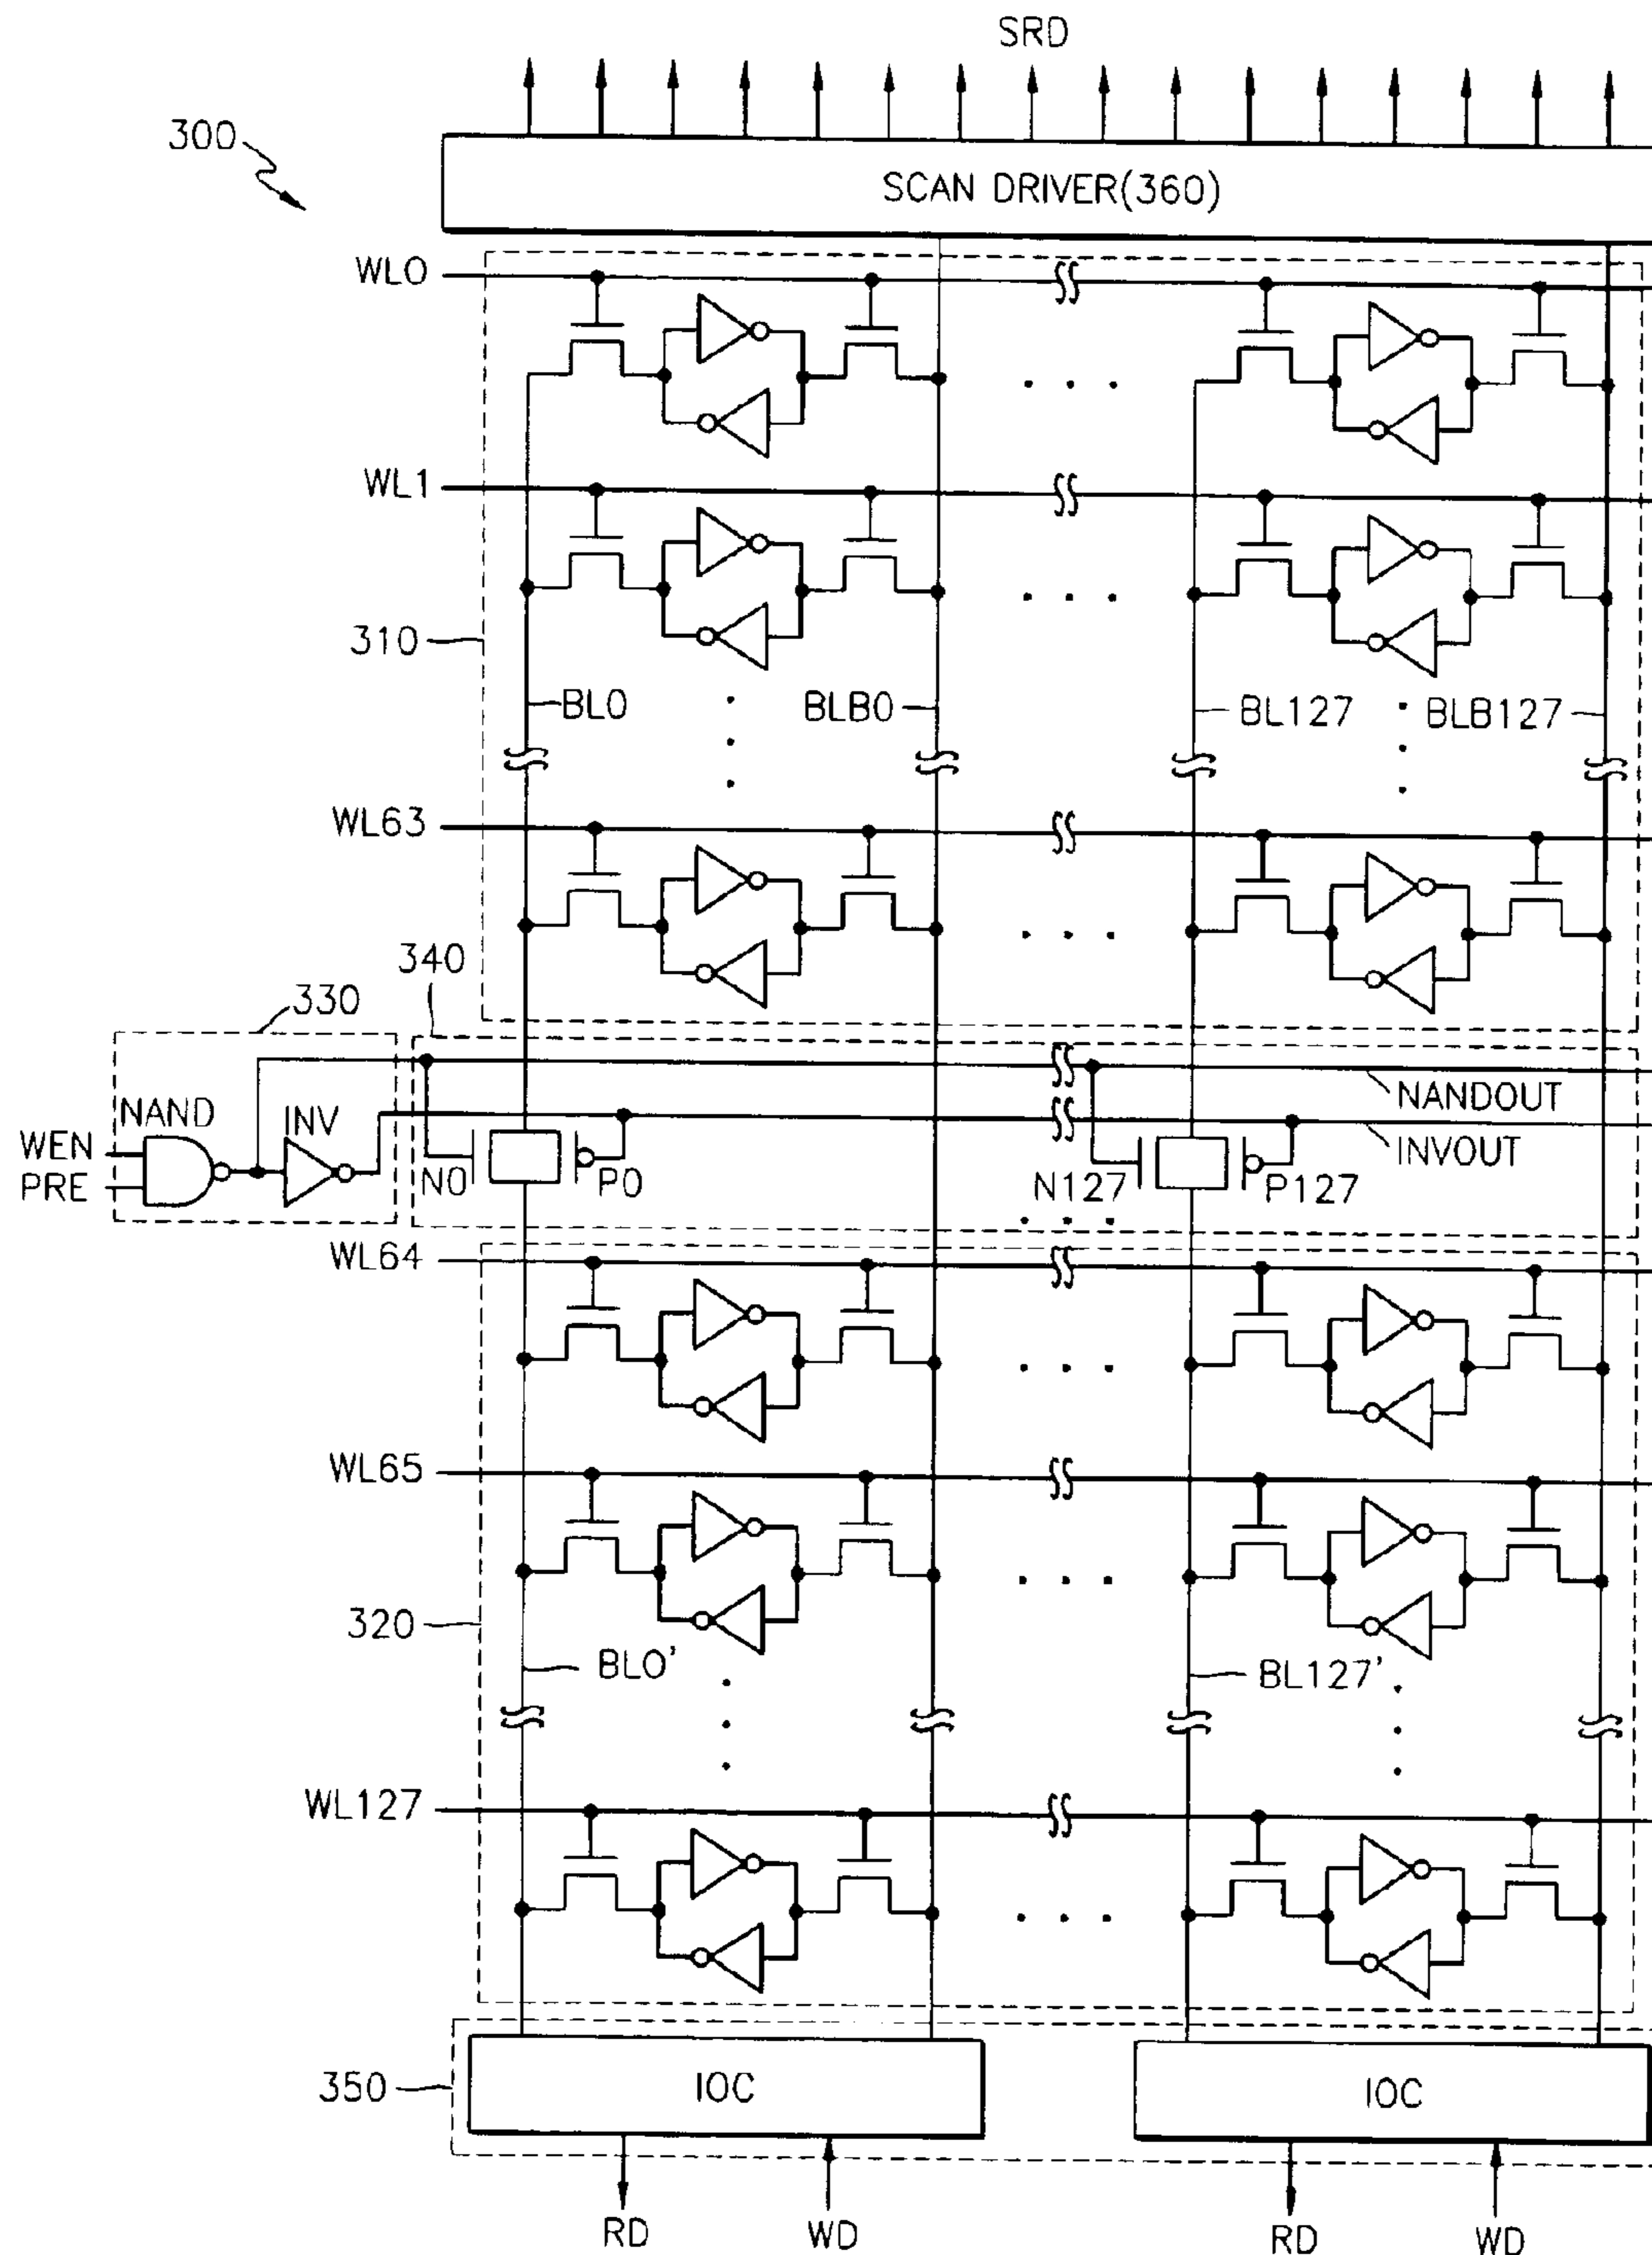 SRD
300
SCAN DRIVER(360)
WL0
WL1
310
BL0
BLB0
BL127
BLB127
WL63
340
330
NANDOUT
NAND
INV
INVOUT
WEN
PRE
N0
P0
N127
P127
WL64
WL65
320
BL0'
BL127'
WL127
350
IOC
IOC
RD
WD
RD
WD